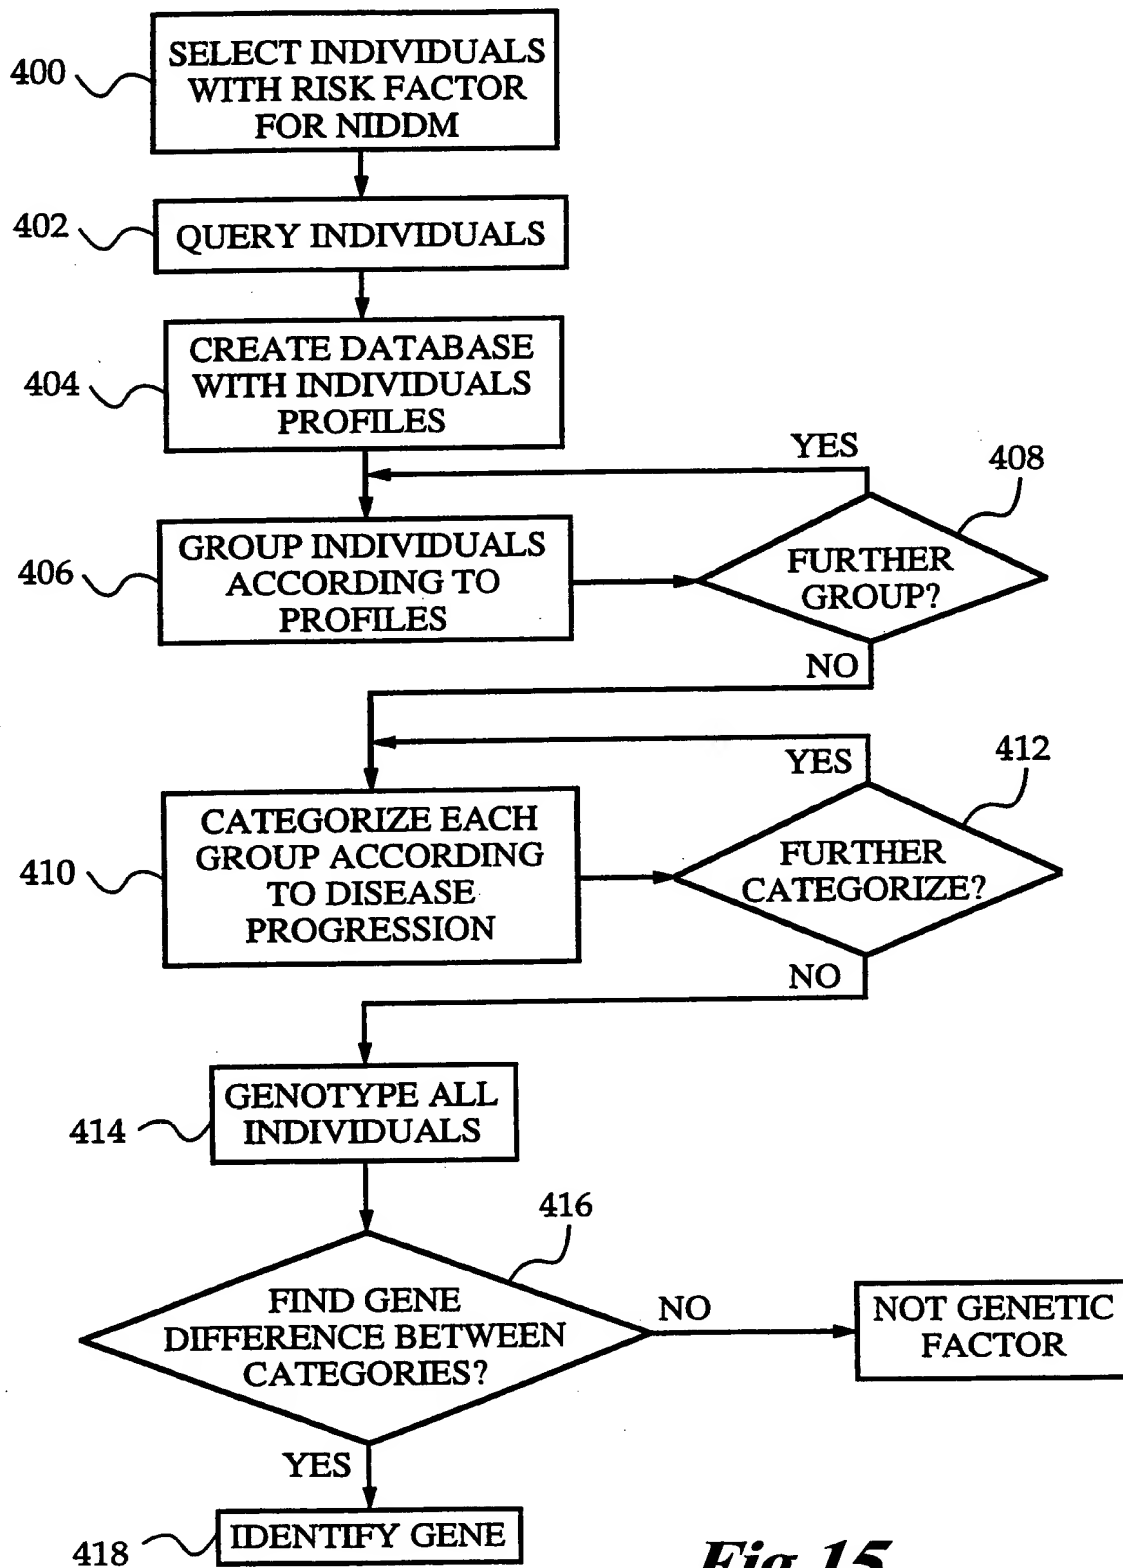 400
SELECT INDIVIDUALS
WITH RISK FACTOR
FOR NIDDM
402
QUERY INDIVIDUALS
404
CREATE DATABASE
WITH INDIVIDUALS
PROFILES
YES
408
406
GROUP INDIVIDUALS
ACCORDING TO
PROFILES
FURTHER
GROUP?
NO
YES
412
410
CATEGORIZE EACH
GROUP ACCORDING
TO DISEASE
PROGRESSION
FURTHER
CATEGORIZE?
NO
414
GENOTYPE ALL
INDIVIDUALS
416
FIND GENE
DIFFERENCE BETWEEN
CATEGORIES?
NO
NOT GENETIC
FACTOR
YES
418
IDENTIFY GENE
Fig 15